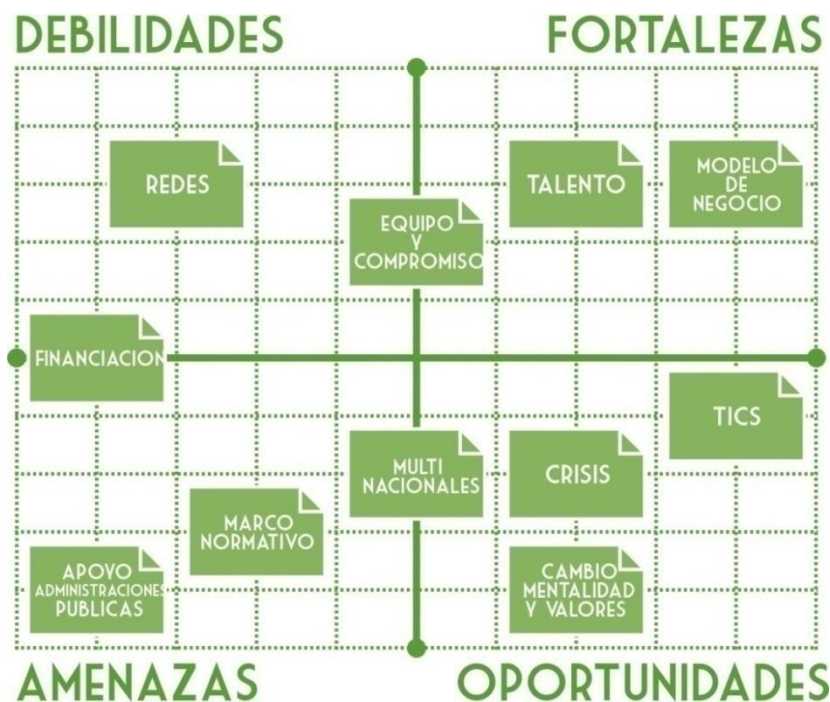 DEBILIDADES
FORTALEZAS
REDES
TALENTO
MODELO
DE
NEGOCIO
EQUIPO
Y
COMPROMISO
FINANCIACION
TICS
MULTI
NACIONALES
CRISIS
MARCO
NORMATIVO
APOYO
ADMINISTRACIONES
PUBLICAS
CAMBIO
MENTALIDAD
Y VALORES
AMENAZAS
OPORTUNIDADES